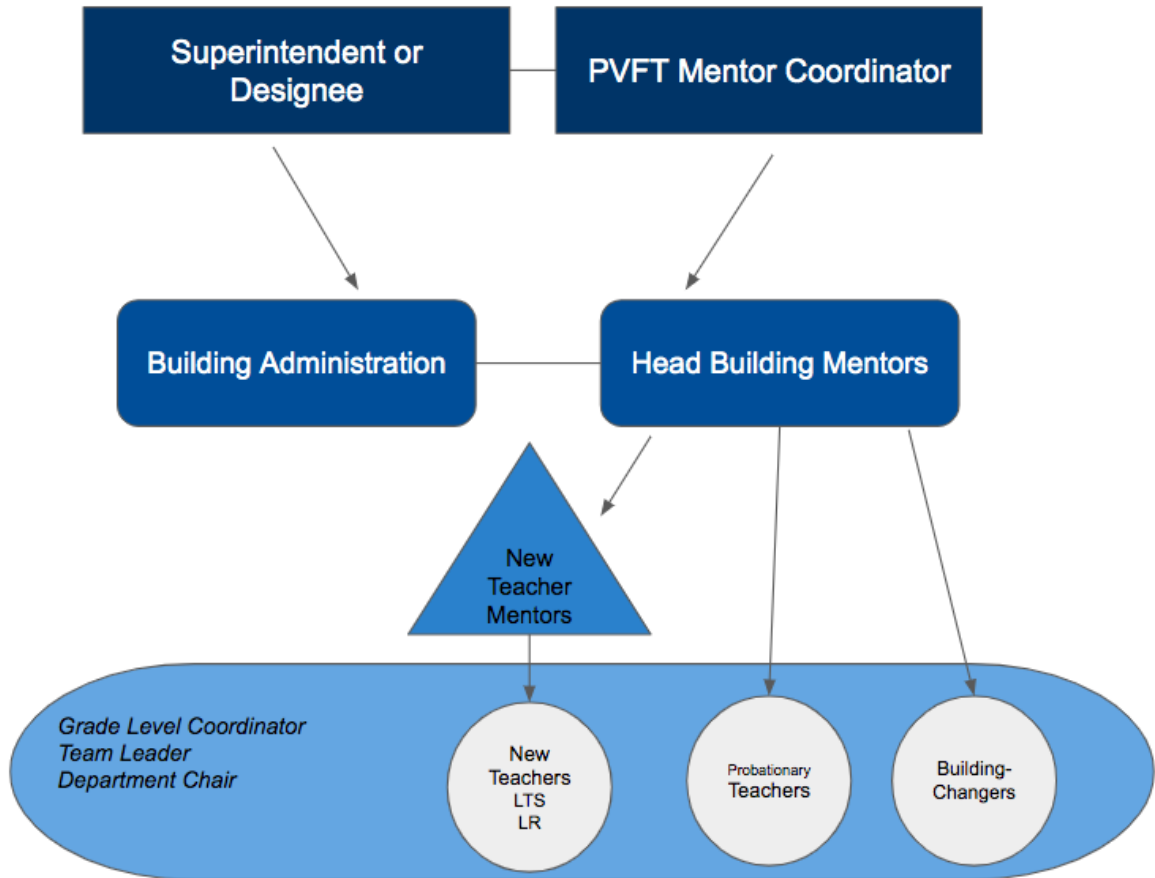 Superintendent or
Designee
PVFT Mentor Coordinator
Building Administration
Head Building Mentors
New
Teacher
Mentors
Grade Level Coordinator
Team Leader
Department Chair
New
Teachers
LTS
LR
Probationary
Teachers
Building-
Changers